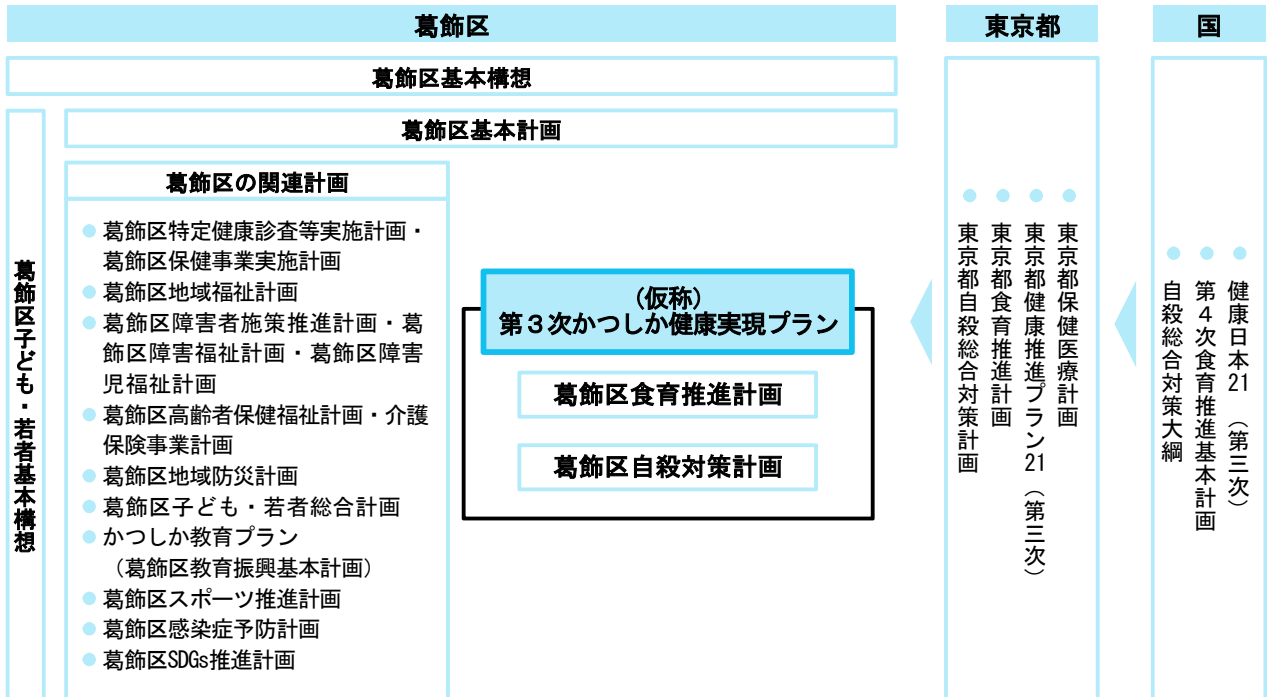 葛飾区
葛飾区基本構想
葛飾区子ども・若者基本構想
葛飾区基本計画
葛飾区の関連計画
● 葛飾区特定健康診査等実施計画・
葛飾区保健事業実施計画
● 葛飾区地域福祉計画
● 葛飾区障害者施策推進計画・葛
飾区障害福祉計画・葛飾区障害
児福祉計画
● 葛飾区高齢者保健福祉計画・介護
保険事業計画
● 葛飾区地域防災計画
● 葛飾区子ども・若者総合計画
● かつしか教育プラン
（葛飾区教育振興基本計画）
● 葛飾区スポーツ推進計画
● 葛飾区感染症予防計画
● 葛飾区SDGs推進計画
（仮称）
第３次かつしか健康実現プラン
葛飾区食育推進計画
葛飾区自殺対策計画
東京都
● 東京都保健医療計画
● 東京都健康推進プラン21（第三次）
● 東京都食育推進計画
● 東京都自殺総合対策計画
国
● 健康日本21（第三次）
● 第４次食育推進基本計画
● 自殺総合対策大綱